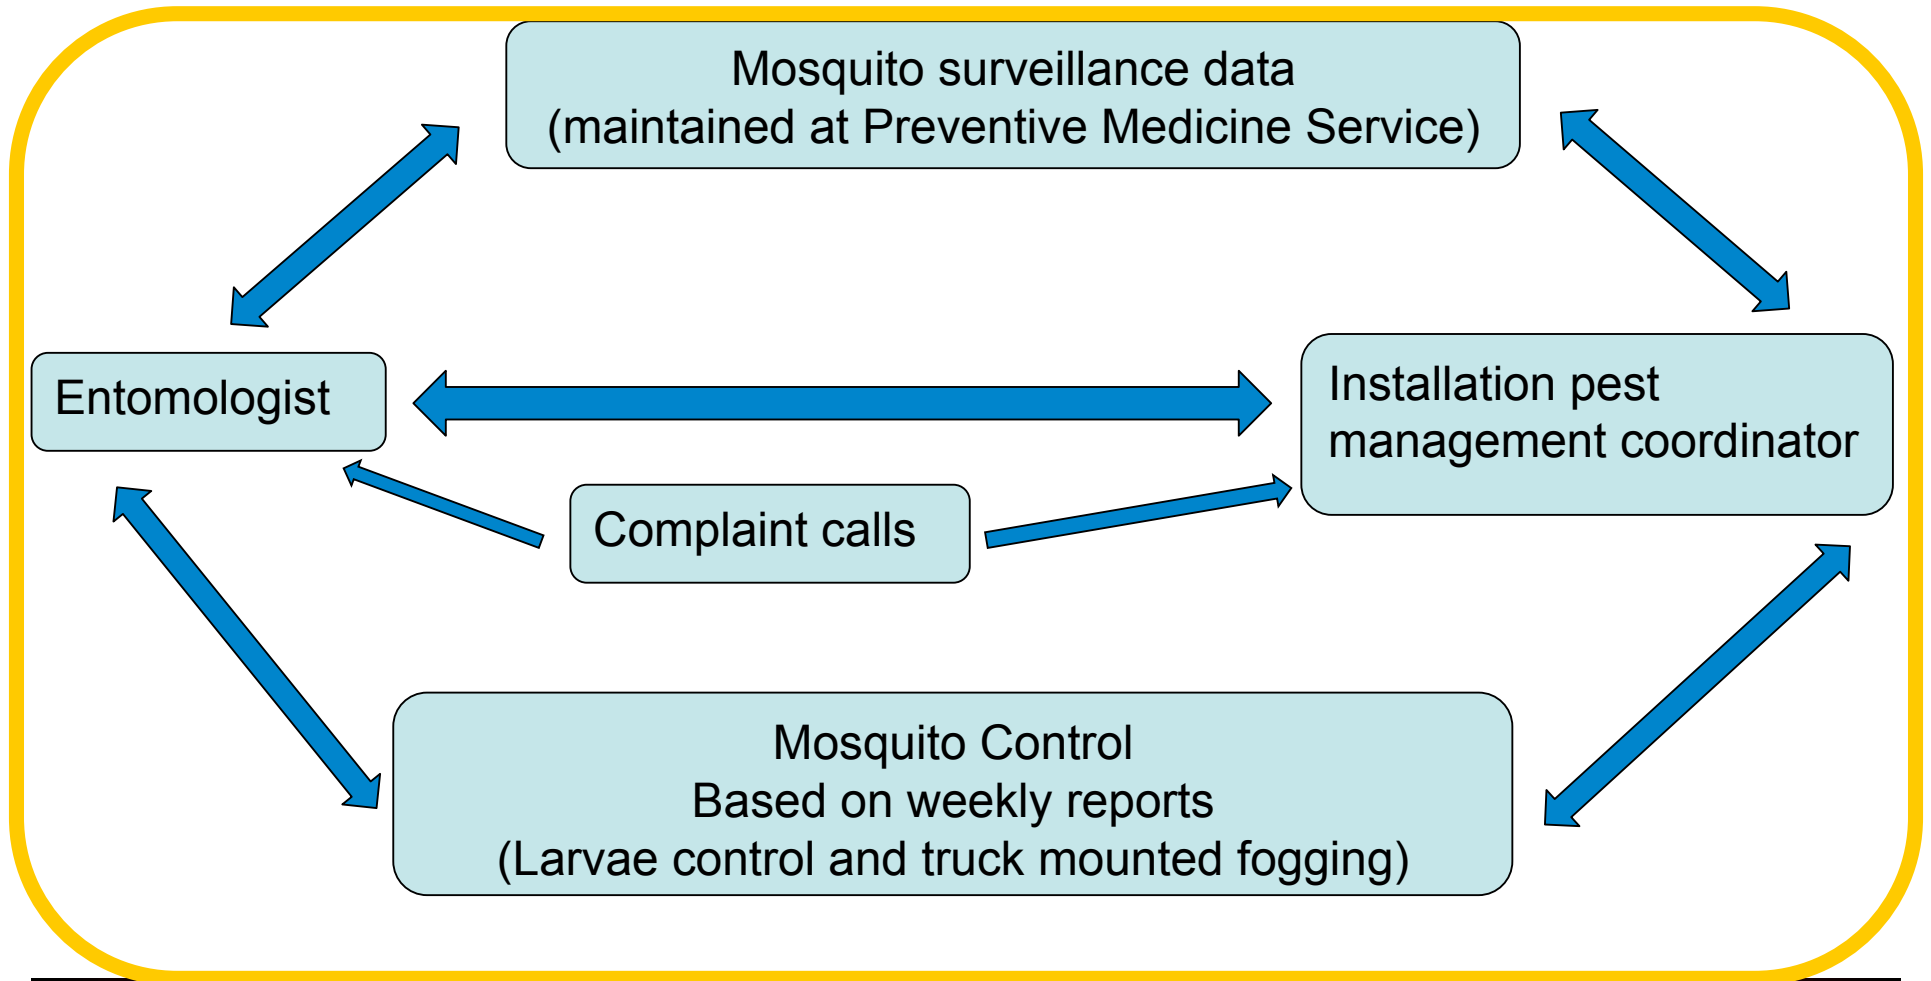 Mosquito surveillance data
(maintained at Preventive Medicine Service)
Entomologist
Installation pest
management coordinator
Complaint calls
Mosquito Control
Based on weekly reports
(Larvae control and truck mounted fogging)